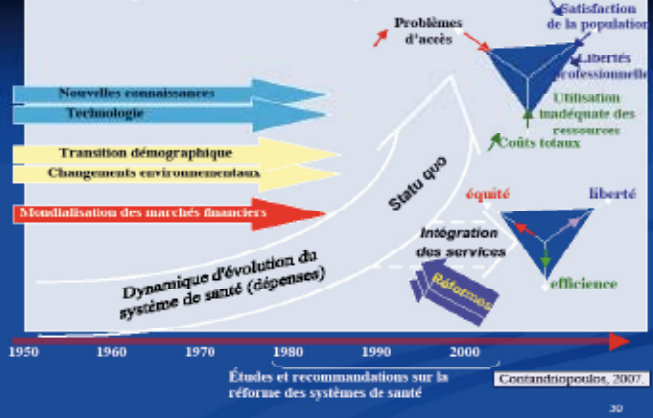 Problèmes
d'accès
Satisfaction
de la population
Libertés
professionnelle
Utilisation
inadéquate des
ressources
Coûts totaux
Nouvelles connaissances
Technologie
Transition démographique
Changements environnementaux
Mondialisation des marchés financiers
Statu quo
équité
liberté
efficience
Intégration
des services
Réformes
Dynamique d'évolution du
système de santé (dépenses)
1950 1960 1970 1980 1990 2000
Études et recommandations sur la
réforme des systèmes de santé
Contandriopoulos, 2007.
30